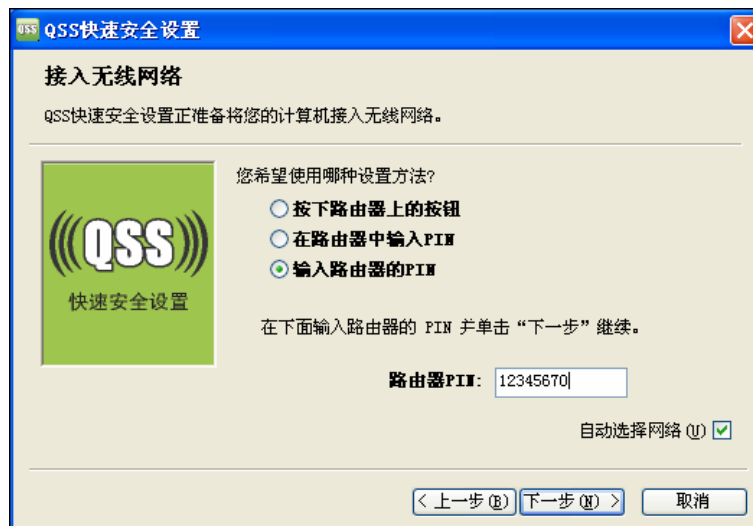 QSS快速安全设置
接入无线网络
QSS快速安全设置正准备将您的计算机接入无线网络。
您希望使用哪种设置方法?
按下路由器上的按钮
在路由器中输入PIN
输入路由器的PIN
QSS
快速安全设置
在下面输入路由器的 PIN 并单击“下一步”继续。
路由器PIN: 12345670
自动选择网络(U)
< 上一步(B) 下一步(N) > 取消